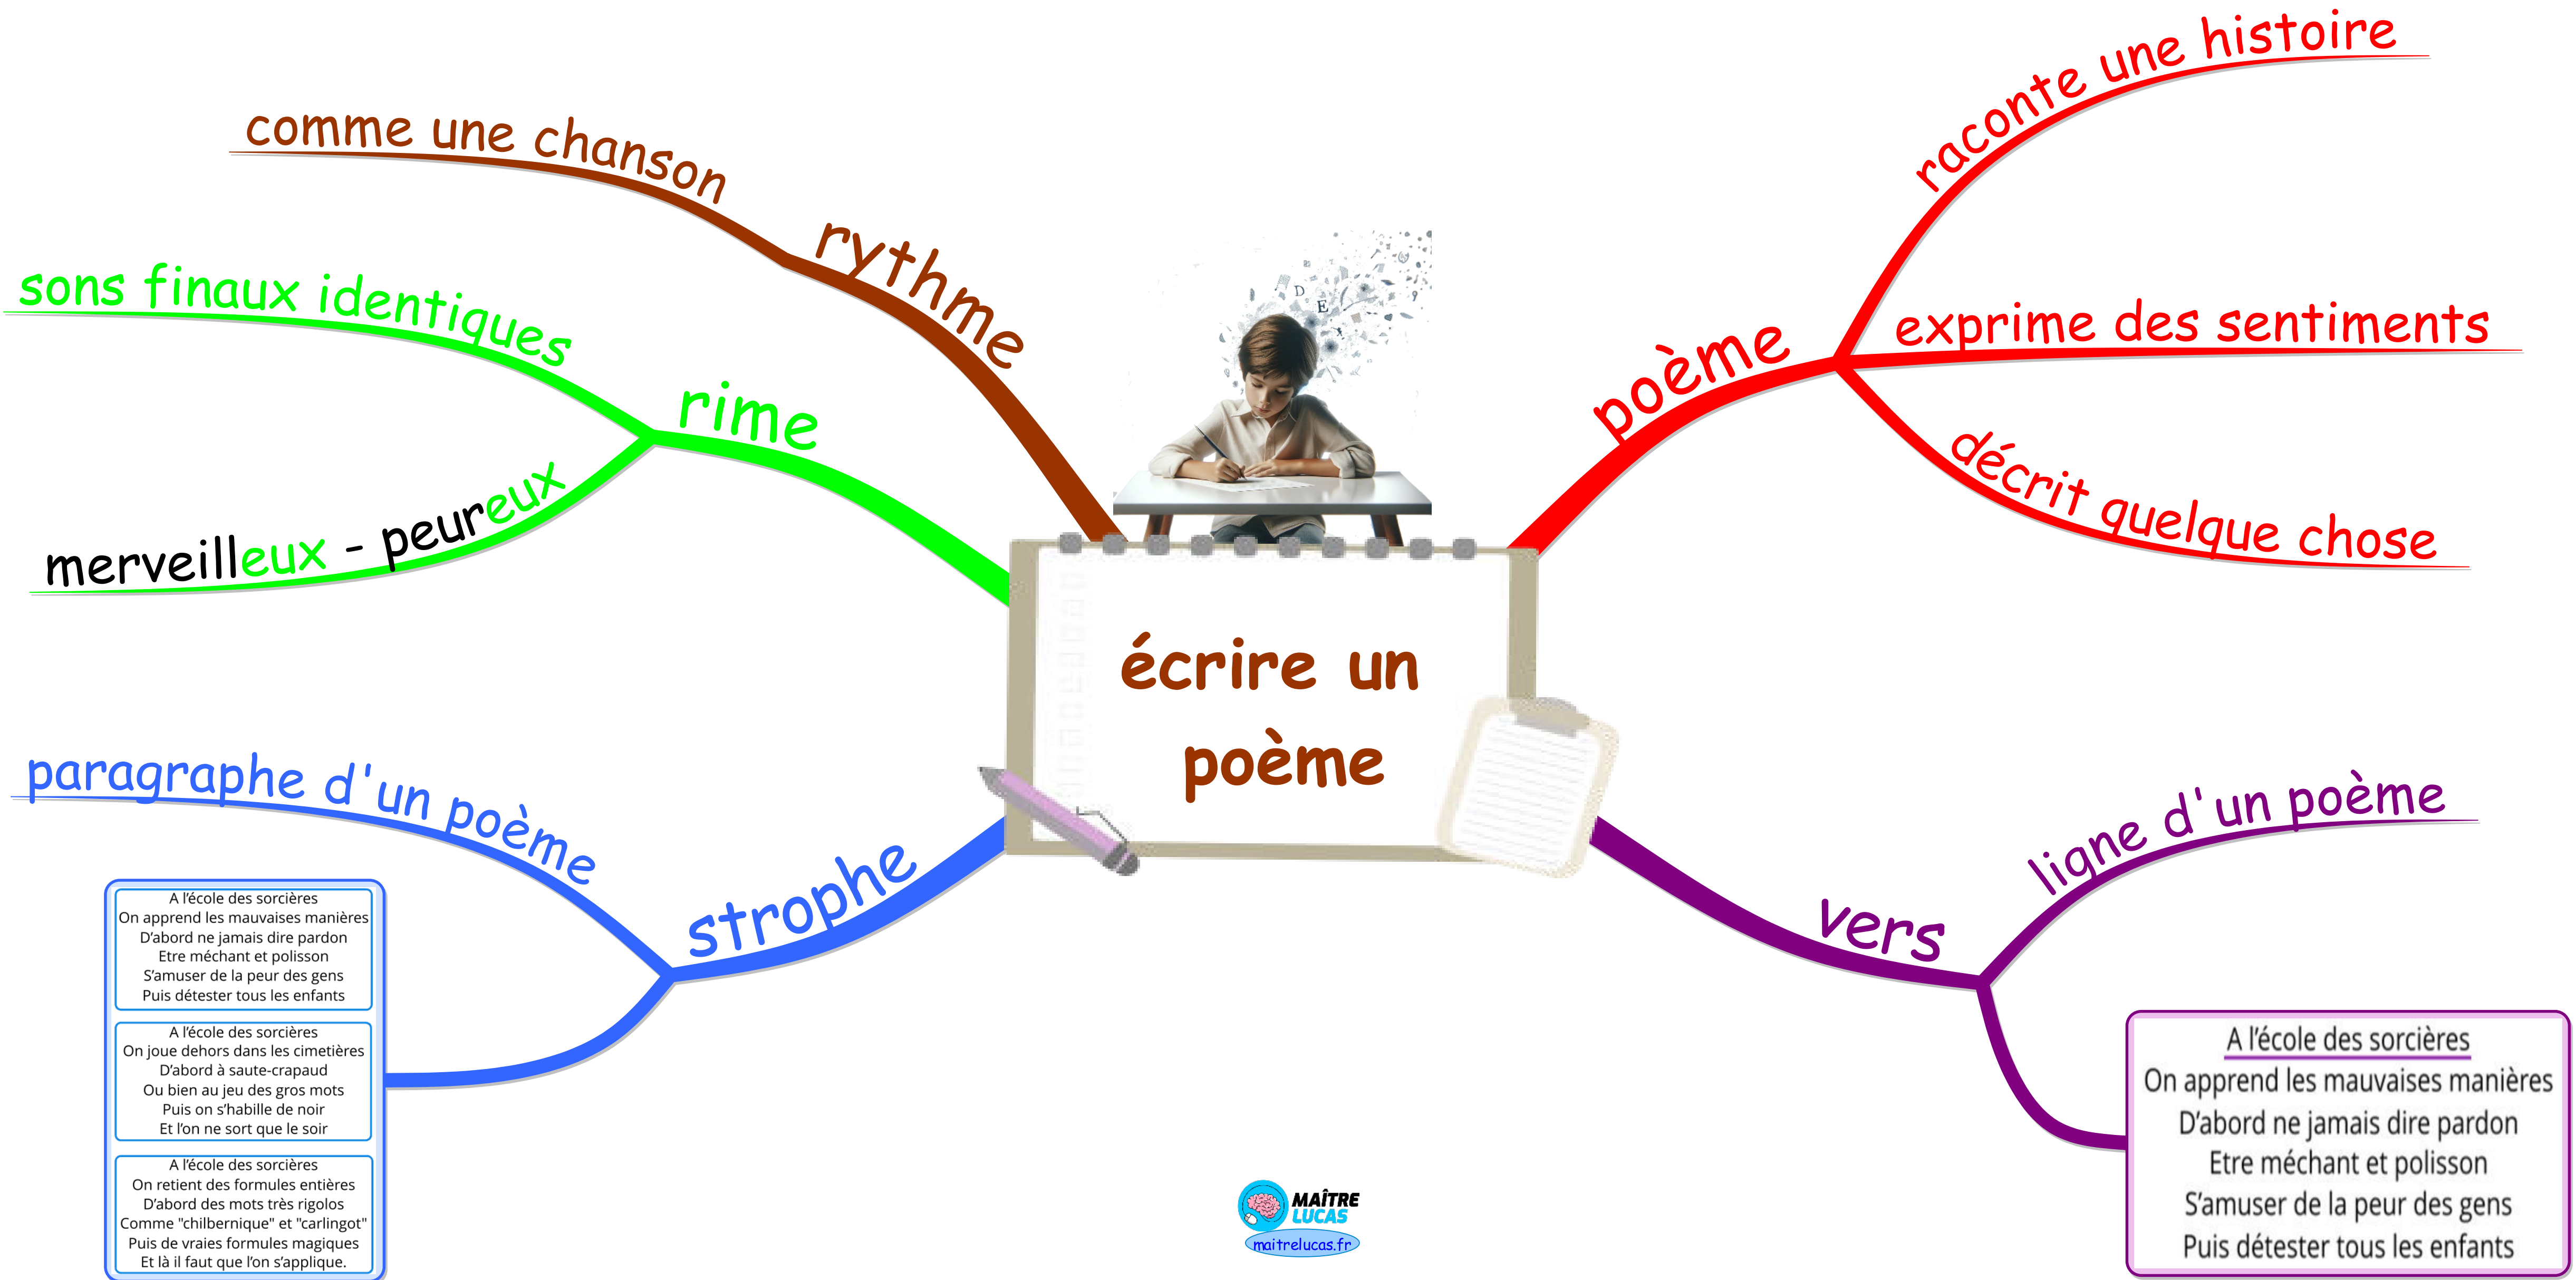 écrire un
poème
poème
raconte une histoire
exprime des sentiments
décrit quelque chose
vers
ligne d'un poème
A l'école des sorcières
On apprend les mauvaises manières
D'abord ne jamais dire pardon
Etre méchant et polisson
S'amuser de la peur des gens
Puis détester tous les enfants
strophe
paragraphe d'un poème
A l'école des sorcières
On apprend les mauvaises manières
D'abord ne jamais dire pardon
Etre méchant et polisson
S'amuser de la peur des gens
Puis détester tous les enfants
A l'école des sorcières
On joue dehors dans les cimetières
D'abord à saute-crapaud
Ou bien au jeu des gros mots
Puis on s'habille de noir
Et l'on ne sort que le soir
A l'école des sorcières
On retient des formules entières
D'abord des mots très rigolos
Comme "chilbernique" et "carlingot"
Puis de vraies formules magiques
Et là il faut que l'on s'applique.
rime
sons finaux identiques
merveilleux - peureux
rythme
comme une chanson
D
E
MAÎTRE
LUCAS
maitrelucas.fr